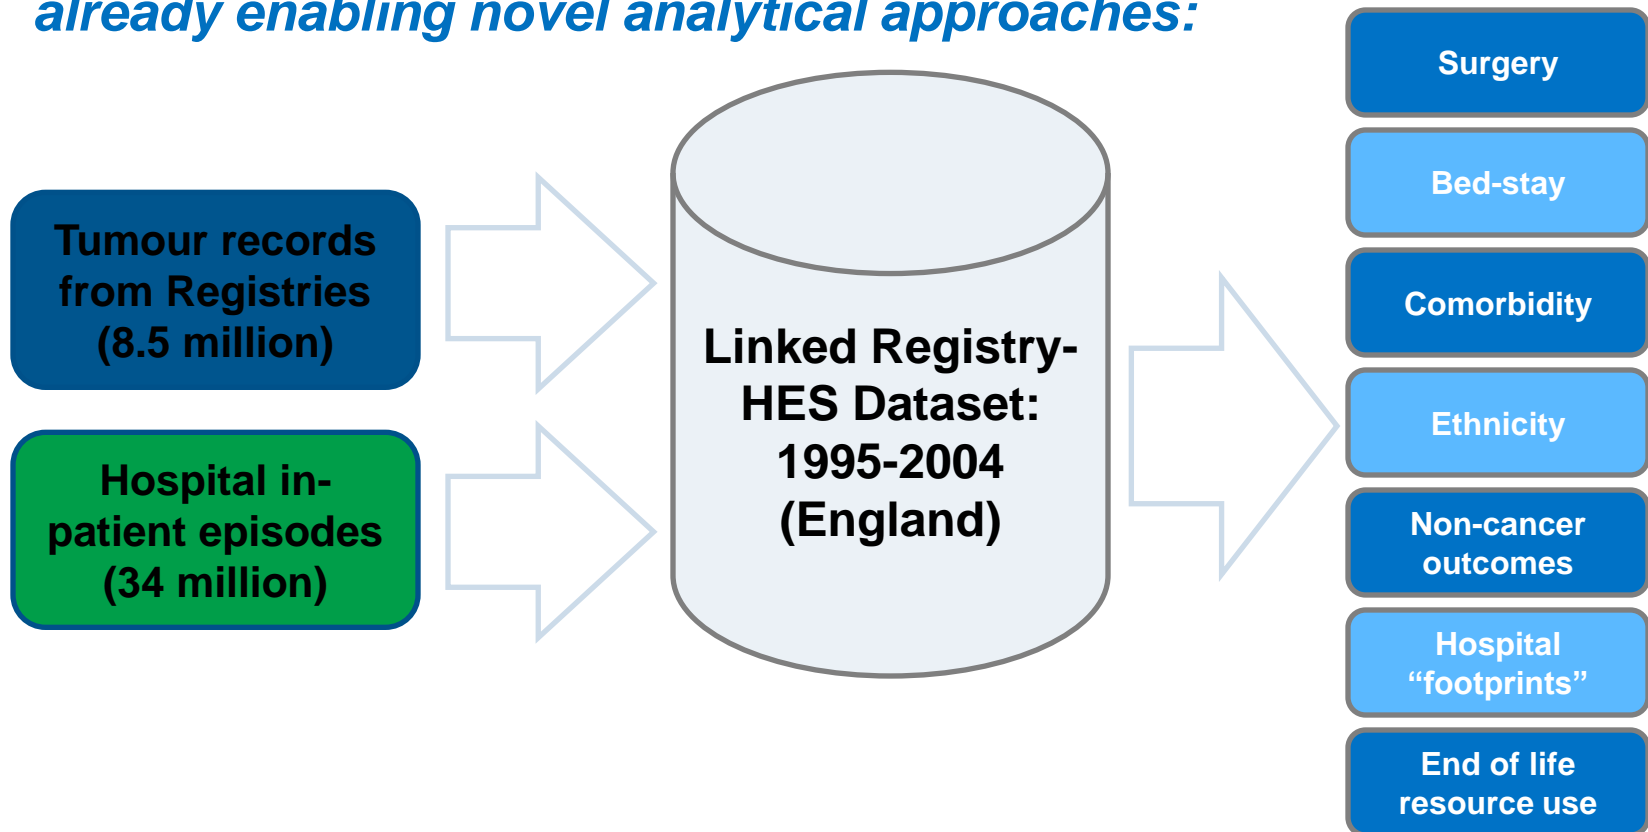 already enabling novel analytical approaches:
Tumour records
from Registries
(8.5 million)
Hospital in-
patient episodes
(34 million)
Linked Registry-
HES Dataset:
1995-2004
(England)
Surgery
Bed-stay
Comorbidity
Ethnicity
Non-cancer
outcomes
Hospital
“footprints”
End of life
resource use